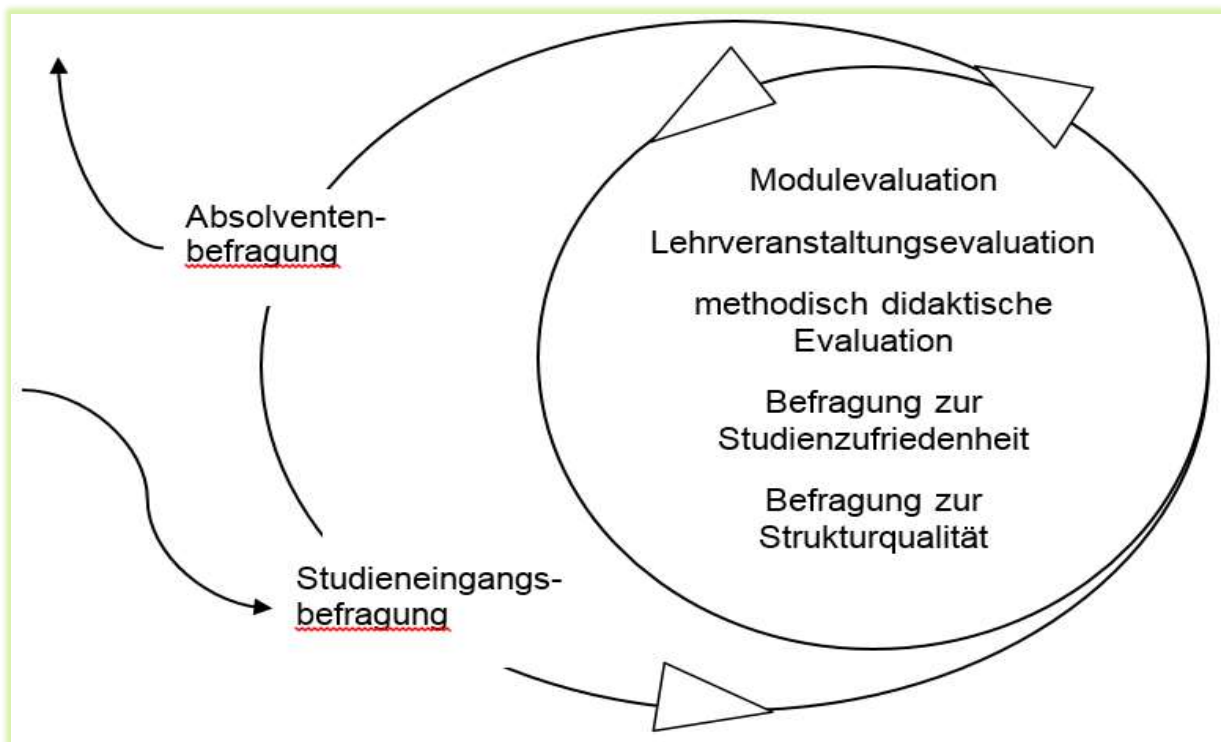 Modulevaluation
Lehrveranstaltungsevaluation
methodisch didaktische
Evaluation
Befragung zur
Studienzufriedenheit
Befragung zur
Strukturqualität
Absolventen-
befragung
Studieneingangs-
befragung